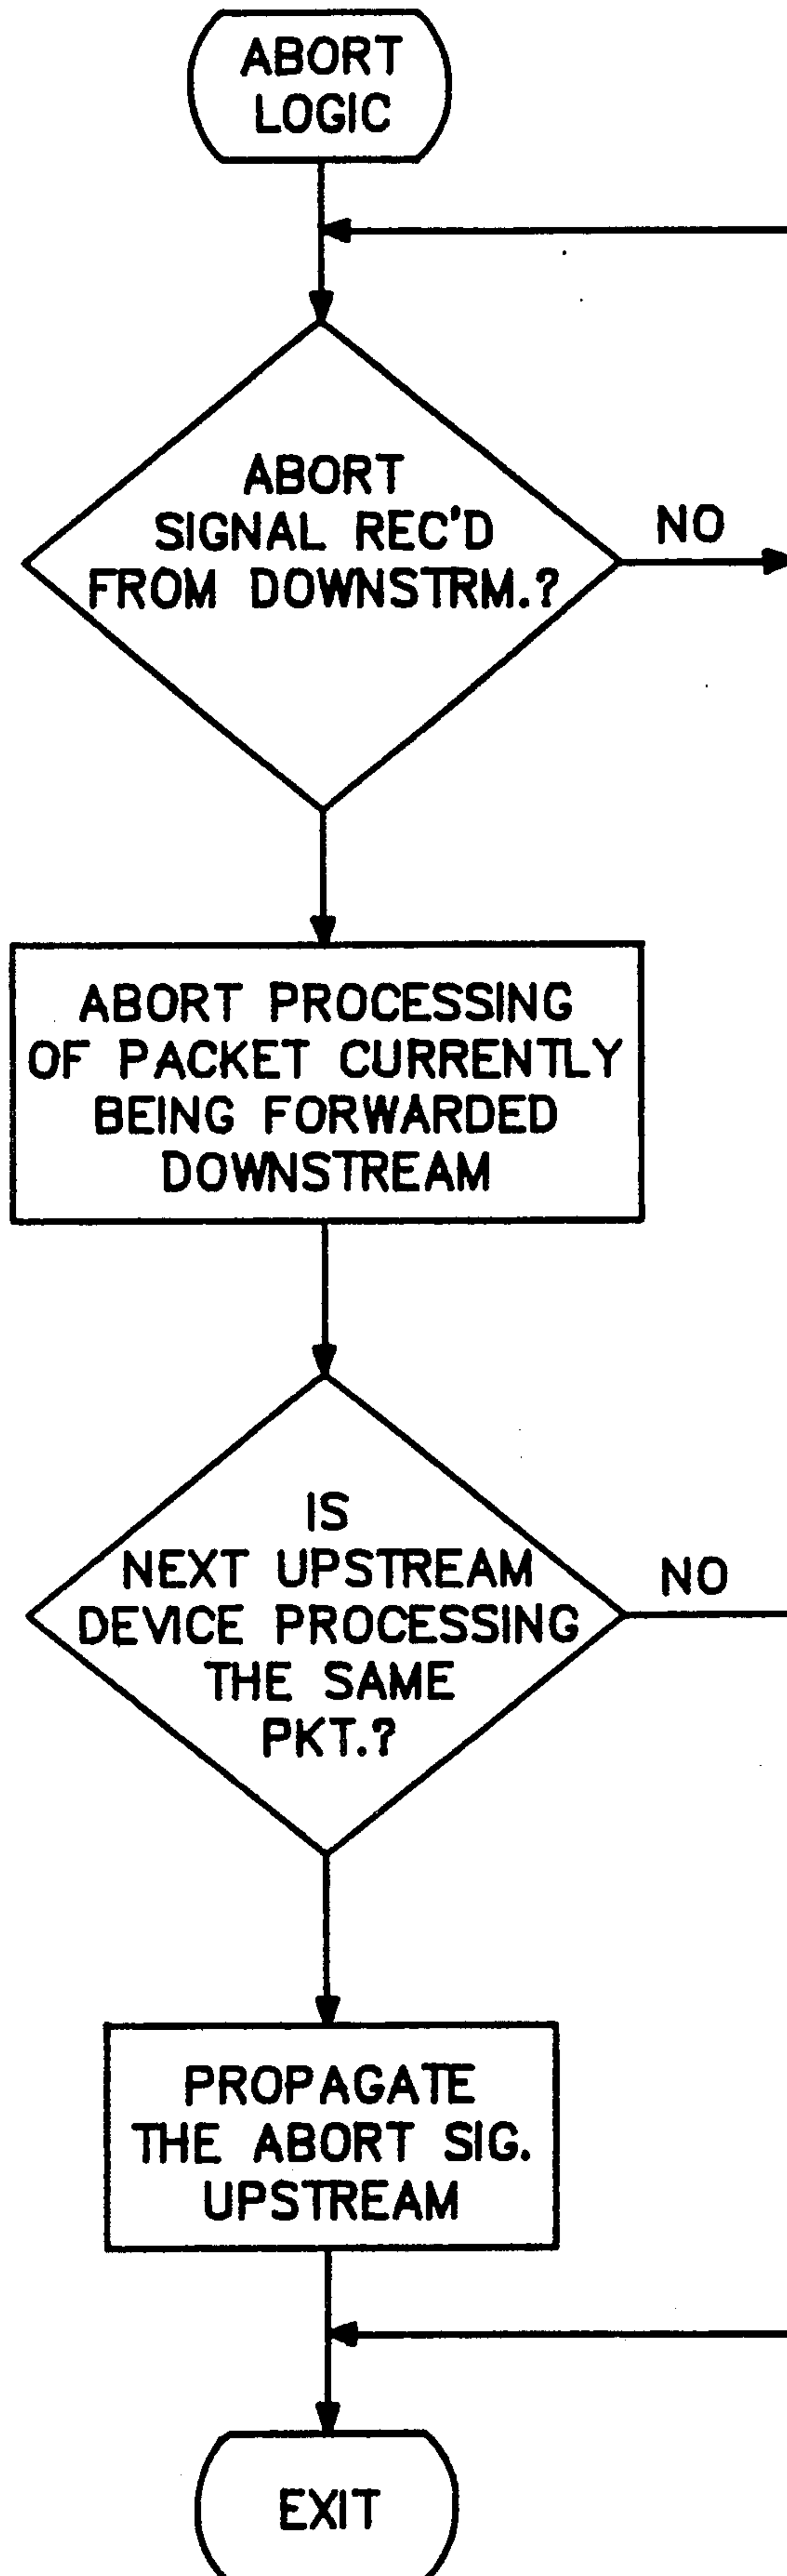 ABORT
LOGIC
ABORT
SIGNAL REC'D
FROM DOWNSTRM.?
NO
ABORT PROCESSING
OF PACKET CURRENTLY
BEING FORWARDED
DOWNSTREAM
IS
NEXT UPSTREAM
DEVICE PROCESSING
THE SAME
PKT.?
NO
PROPAGATE
THE ABORT SIG.
UPSTREAM
EXIT